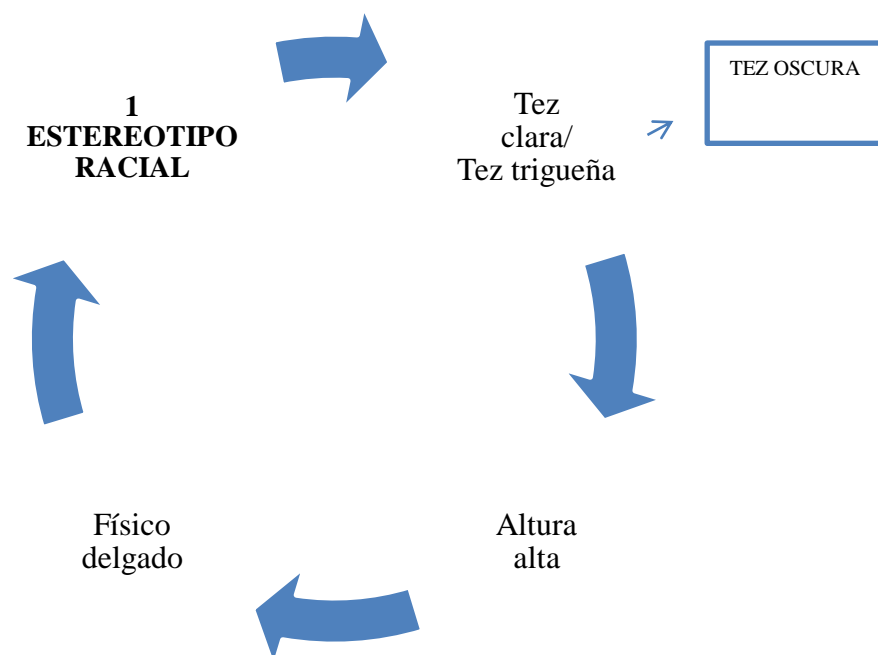 1
ESTEREOTIPO
RACIAL
Tez
clara/
Tez trigueña
TEZ OSCURA
Altura
alta
Físico
delgado